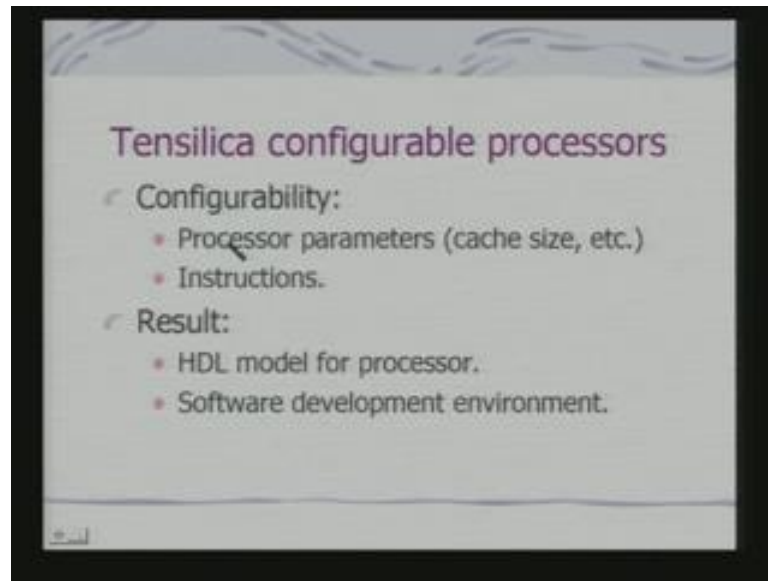 Tensilica configurable processors
Configurability:
Processor parameters (cache size, etc.)
Instructions.
Result:
HDL model for processor.
Software development environment.